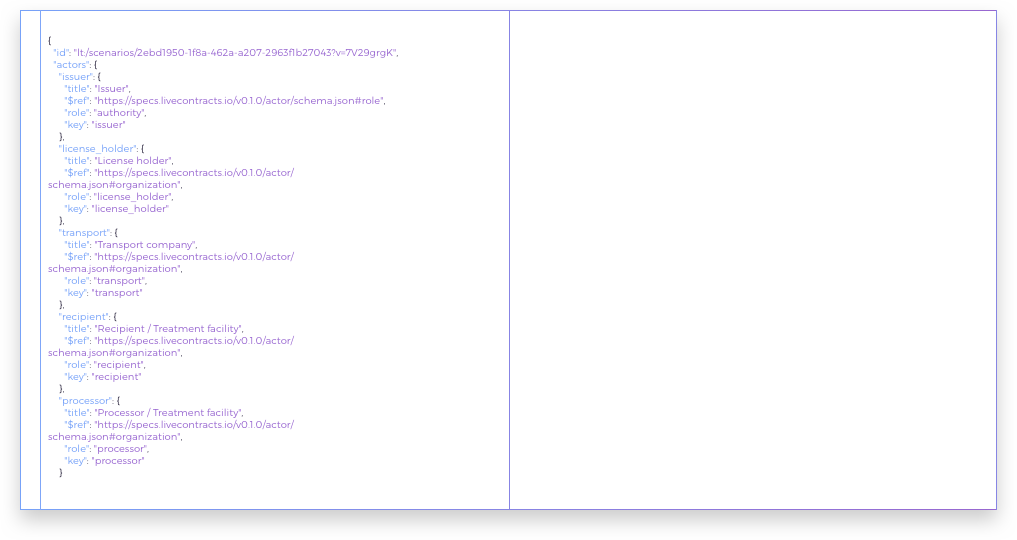 {
"id": "lt:/scenarios/2ebd1950-1f8a-462a-a207-2963f1b27043?v=7V29grgK",
"actors": {
"issuer": {
"title": "Issuer",
"$ref": "https://specs.livecontracts.io/v0.1.0/actor/schema.json#role",
"role": "authority",
"key": "issuer"
},
"license_holder": {
"title": "License holder",
"$ref": "https://specs.livecontracts.io/v0.1.0/actor/
schema.json#organization",
"role": "license_holder",
"key": "license_holder"
},
"transport": {
"title": "Transport company",
"$ref": "https://specs.livecontracts.io/v0.1.0/actor/
schema.json#organization",
"role": "transport",
"key": "transport"
},
"recipient": {
"title": "Recipient / Treatment facility",
"$ref": "https://specs.livecontracts.io/v0.1.0/actor/
schema.json#organization",
"role": "recipient",
"key": "recipient"
},
"processor": {
"title": "Processor / Treatment facility",
"$ref": "https://specs.livecontracts.io/v0.1.0/actor/
schema.json#organization",
"role": "processor",
"key": "processor"
}